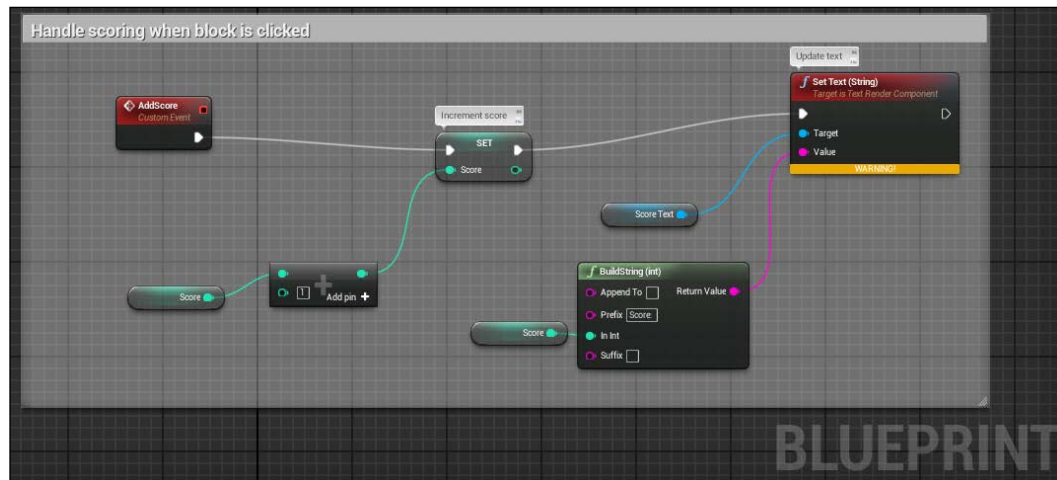 Handle scoring when block is clicked
Update text
Set Text (String)
Target is Text Render Component
Target
Value
WARNING!
AddScore
Custom Event
Increment score
SET
Score
Score Text
Score
1
Add pin
BuildString (int)
Append To
Return Value
Prefix
Score:
In Int
Suffix
Score
BLUEPRINT